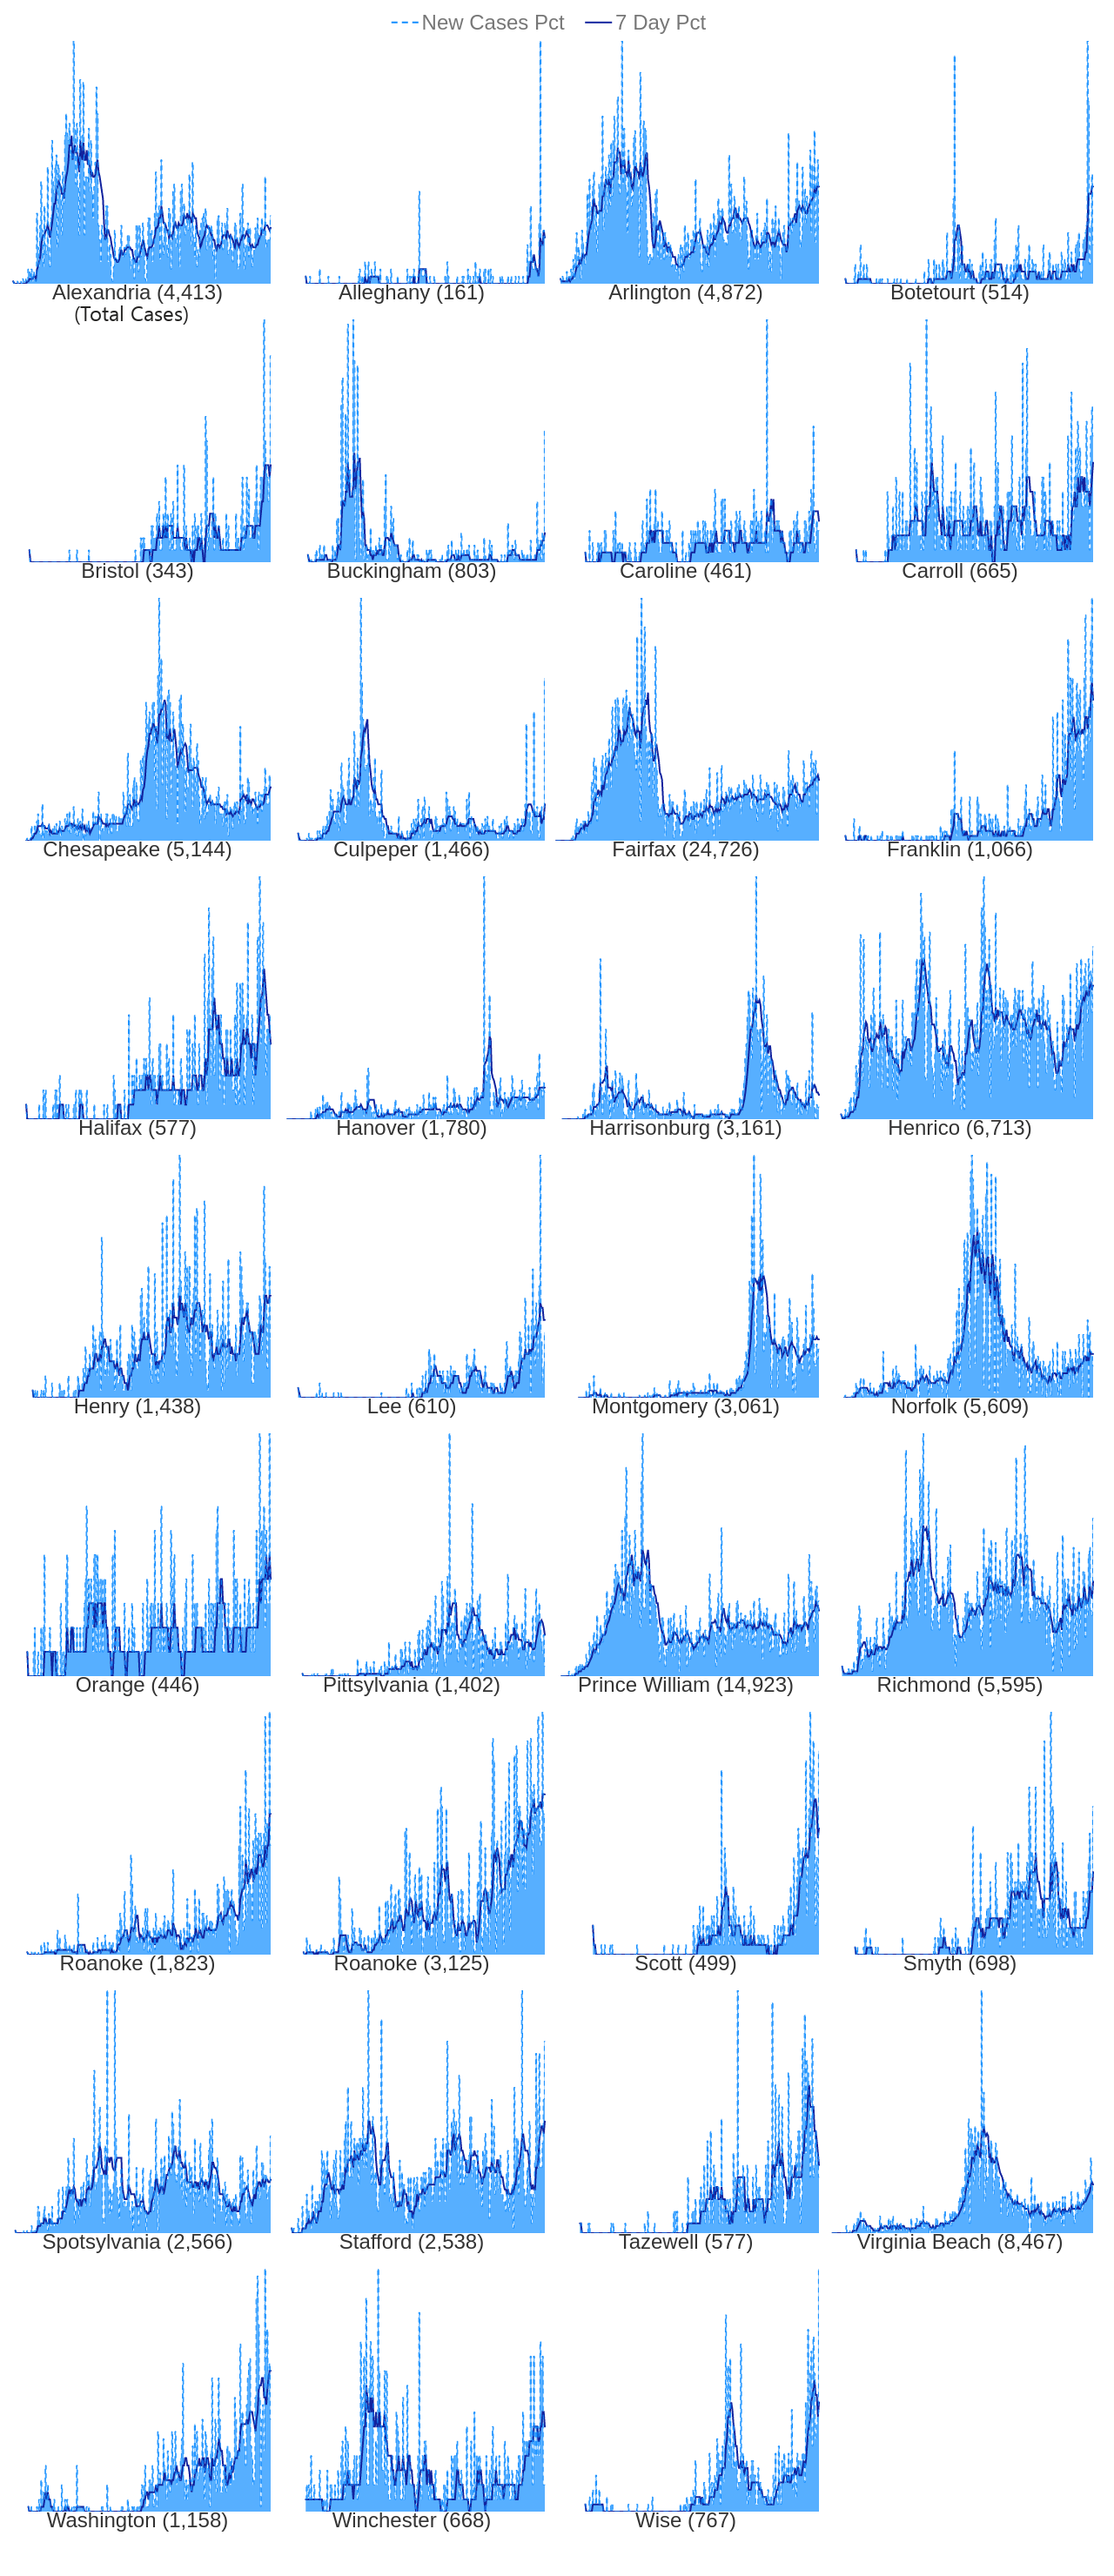 New Cases Pct 7 Day Pct
Alexandria (4,413) Alleghany (161) Arlington (4,872) Botetourt (514)
(Total Cases)
Bristol (343) Buckingham (803) Caroline (461) Carroll (665)
Chesapeake (5,144) Culpeper (1,466) Fairfax (24,726) Franklin (1,066)
Halifax (577) Hanover (1,780) Harrisonburg (3,161) Henrico (6,713)
Henry (1,438) Lee (610) Montgomery (3,061) Norfolk (5,609)
Orange (446) Pittsylvania (1,402) Prince William (14,923) Richmond (5,595)
Roanoke (1,823) Roanoke (3,125) Scott (499) Smyth (698)
Spotsylvania (2,566) Stafford (2,538) Tazewell (577) Virginia Beach (8,467)
Washington (1,158) Winchester (668) Wise (767)